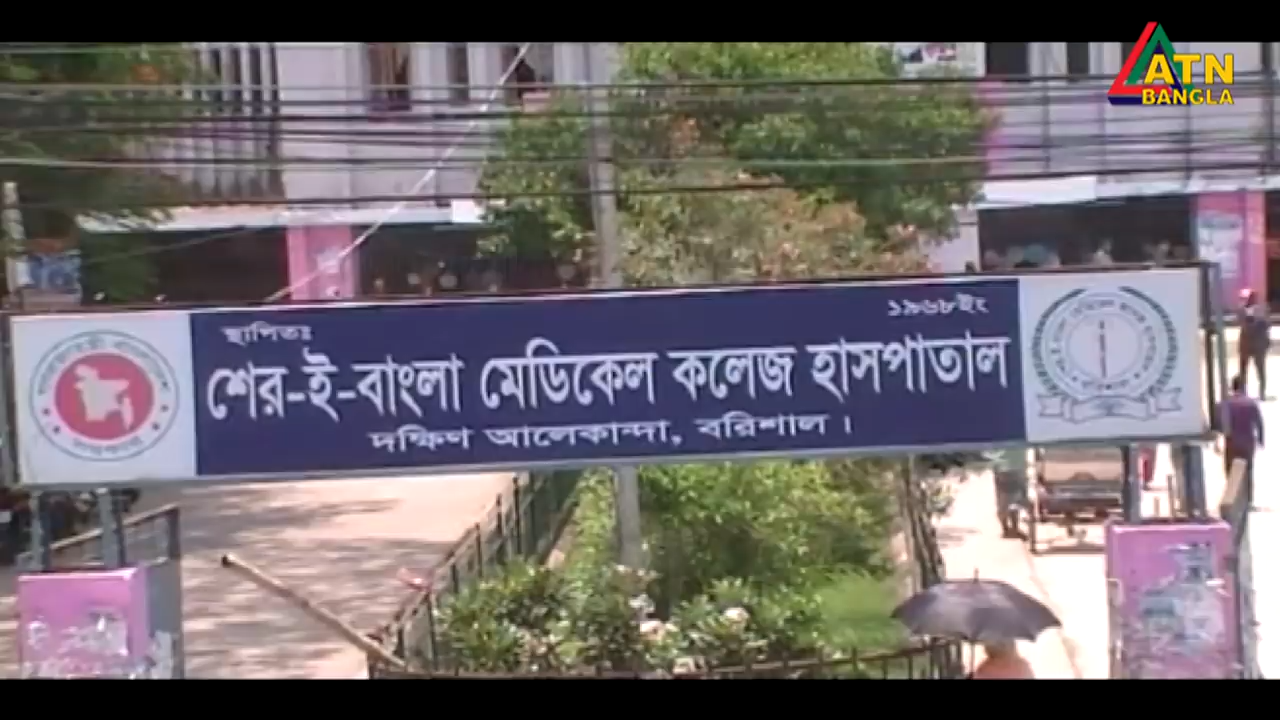 ATN
BANGLA
স্থাপিতঃ ১৯৬৮ইং
শের-ই-বাংলা মেডিকেল কলেজ হাসপাতাল
দক্ষিণ আলেকান্দা, বরিশাল।